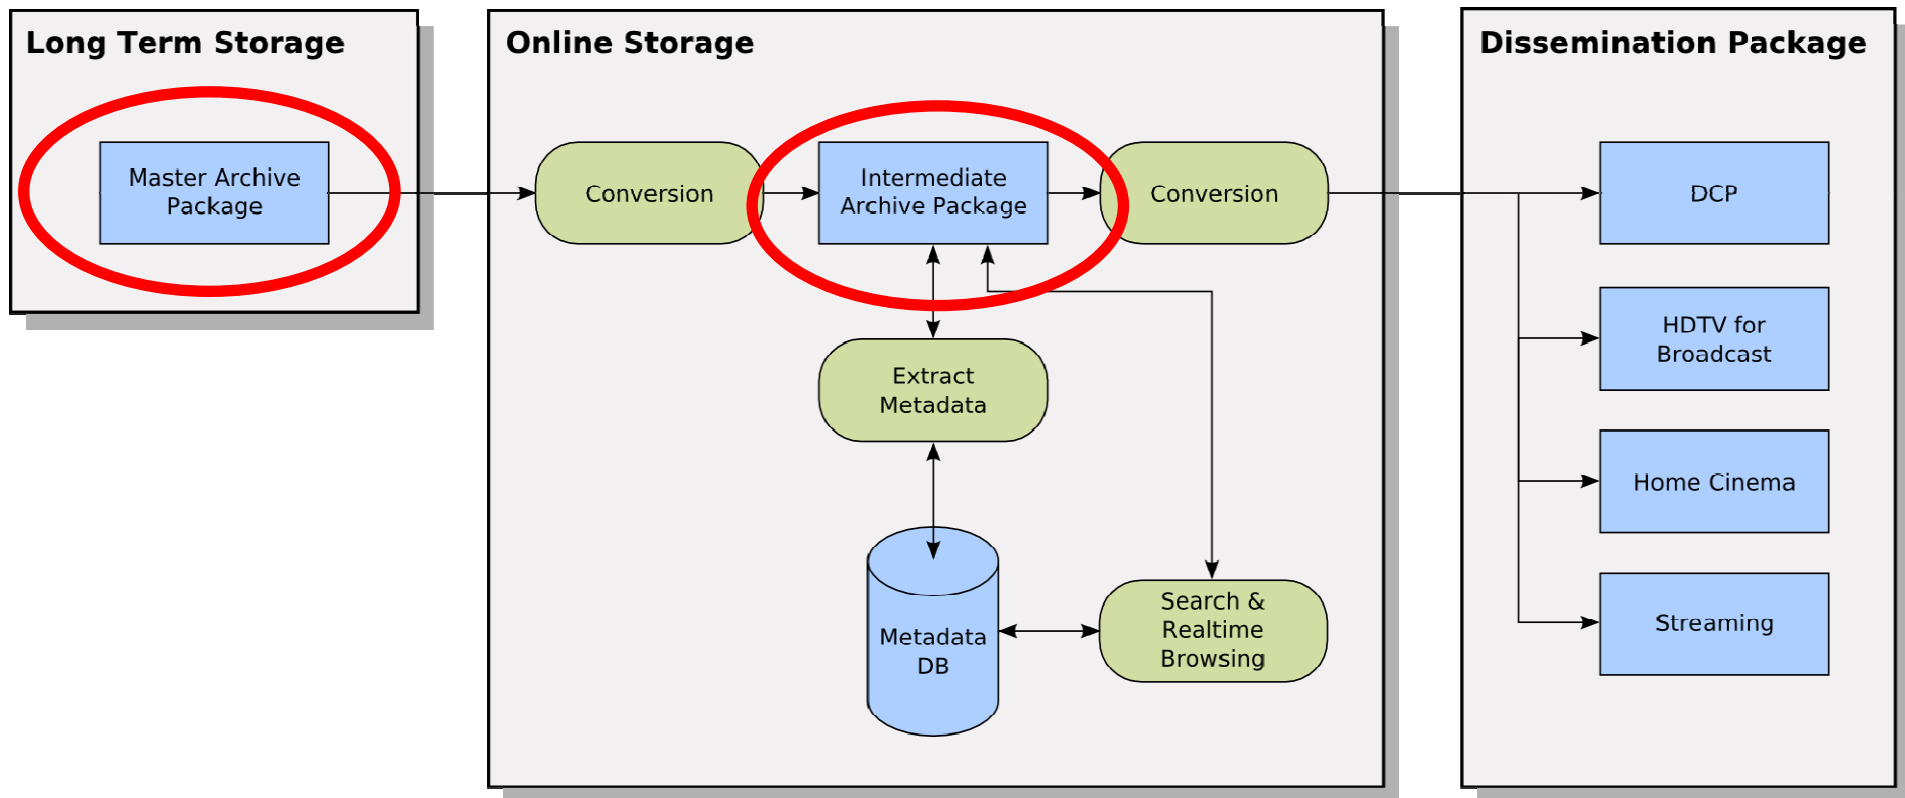 Long Term Storage
Master Archive
Package
Online Storage
Conversion
Intermediate
Archive Package
Conversion
Extract
Metadata
Metadata
DB
Search &
Realtime
Browsing
Dissemination Package
DCP
HDTV for
Broadcast
Home Cinema
Streaming